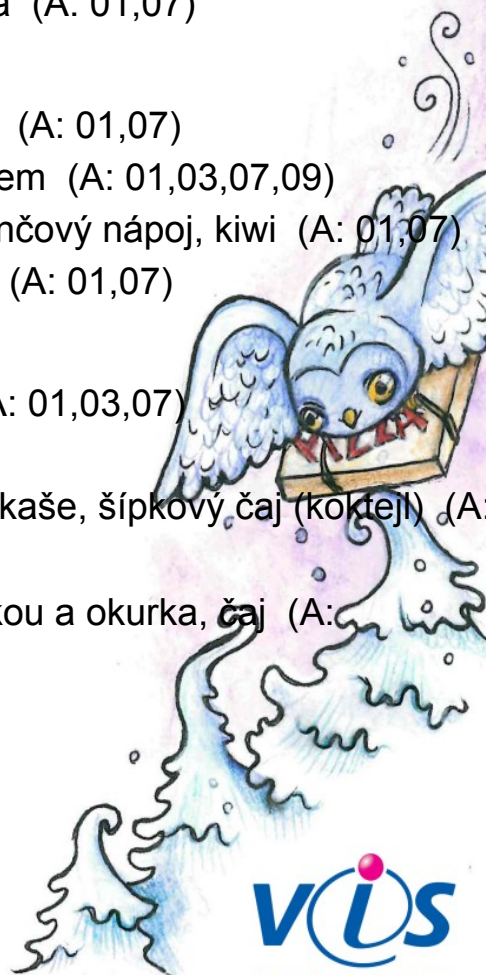 (A: 01,07)
(A: 01,07)
em (A: 01,03,07,09)
nčový nápoj, kiwi (A: 01,07)
(A: 01,07)
A: 01,03,07)
PIZZA
kaše, šípkový čaj (koktejl) (A:
kou a okurka, čaj (A:
VIS